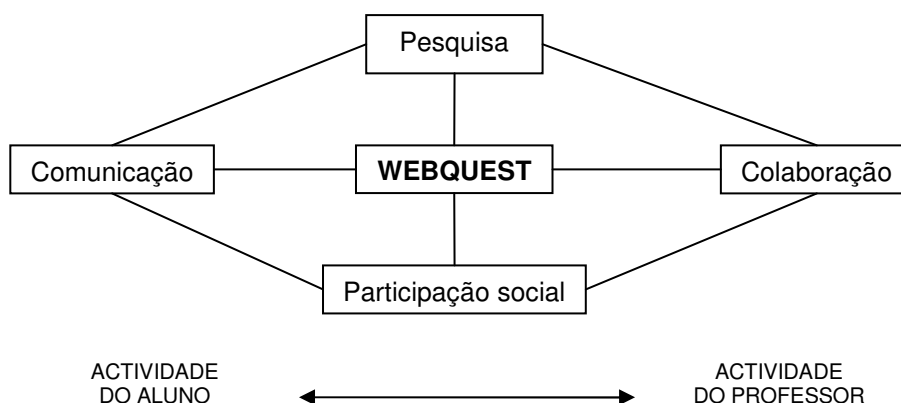 Pesquisa
Comunicação
WEBQUEST
Colaboração
Participação social
ACTIVIDADE
DO ALUNO
ACTIVIDADE
DO PROFESSOR